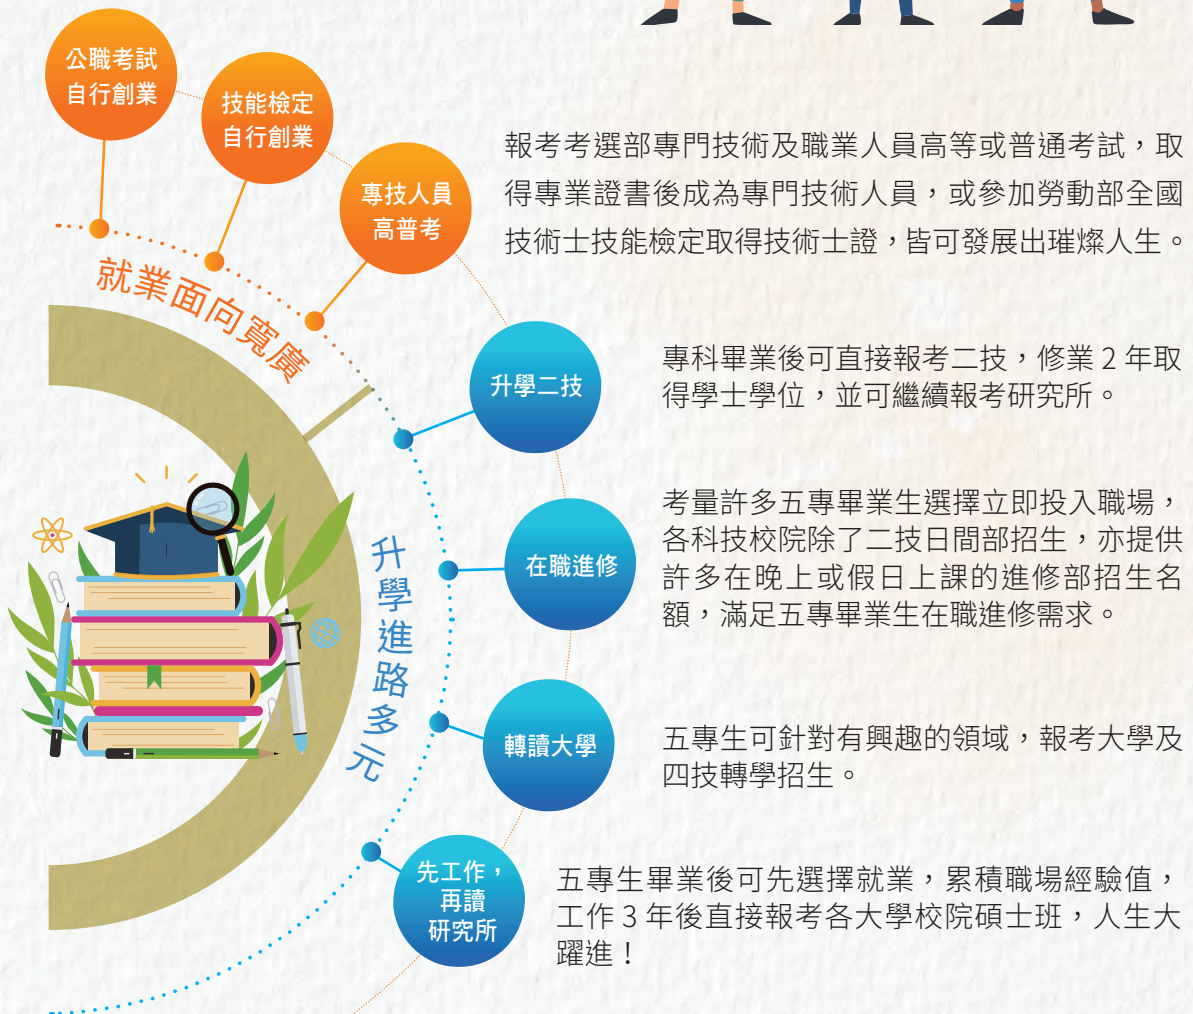 公職考試
自行創業
技能檢定
自行創業
專技人員
高普考
報考考選部專門技術及職業人員高等或普通考試，取
得專業證書後成為專門技術人員，或參加勞動部全國
技術士技能檢定取得技術士證，皆可發展出璀燦人生。
就業面向寬廣
升學二技
專科畢業後可直接報考二技，修業 2 年取
得學士學位，並可繼續報考研究所。
升學進路多元
在職進修
考量許多五專畢業生選擇立即投入職場，
各科技校院除了二技日間部招生，亦提供
許多在晚上或假日上課的進修部招生名
額，滿足五專畢業生在職進修需求。
轉讀大學
五專生可針對有興趣的領域，報考大學及
四技轉學招生。
先工作，
再讀
研究所
五專生畢業後可先選擇就業，累積職場經驗值，
工作 3 年後直接報考各大學校院碩士班，人生大
躍進！